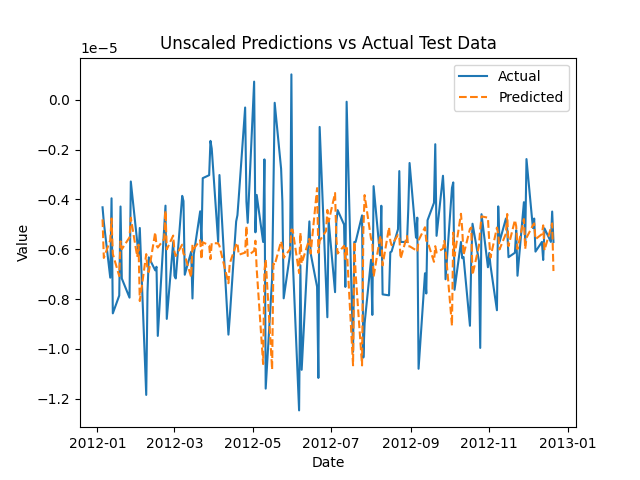 Unscaled Predictions vs Actual Test Data
1e−5
Actual
Predicted
0.0
−0.2
−0.4
−0.6
−0.8
−1.0
−1.2
Value
2012-01
2012-03
2012-05
2012-07
2012-09
2012-11
2013-01
Date